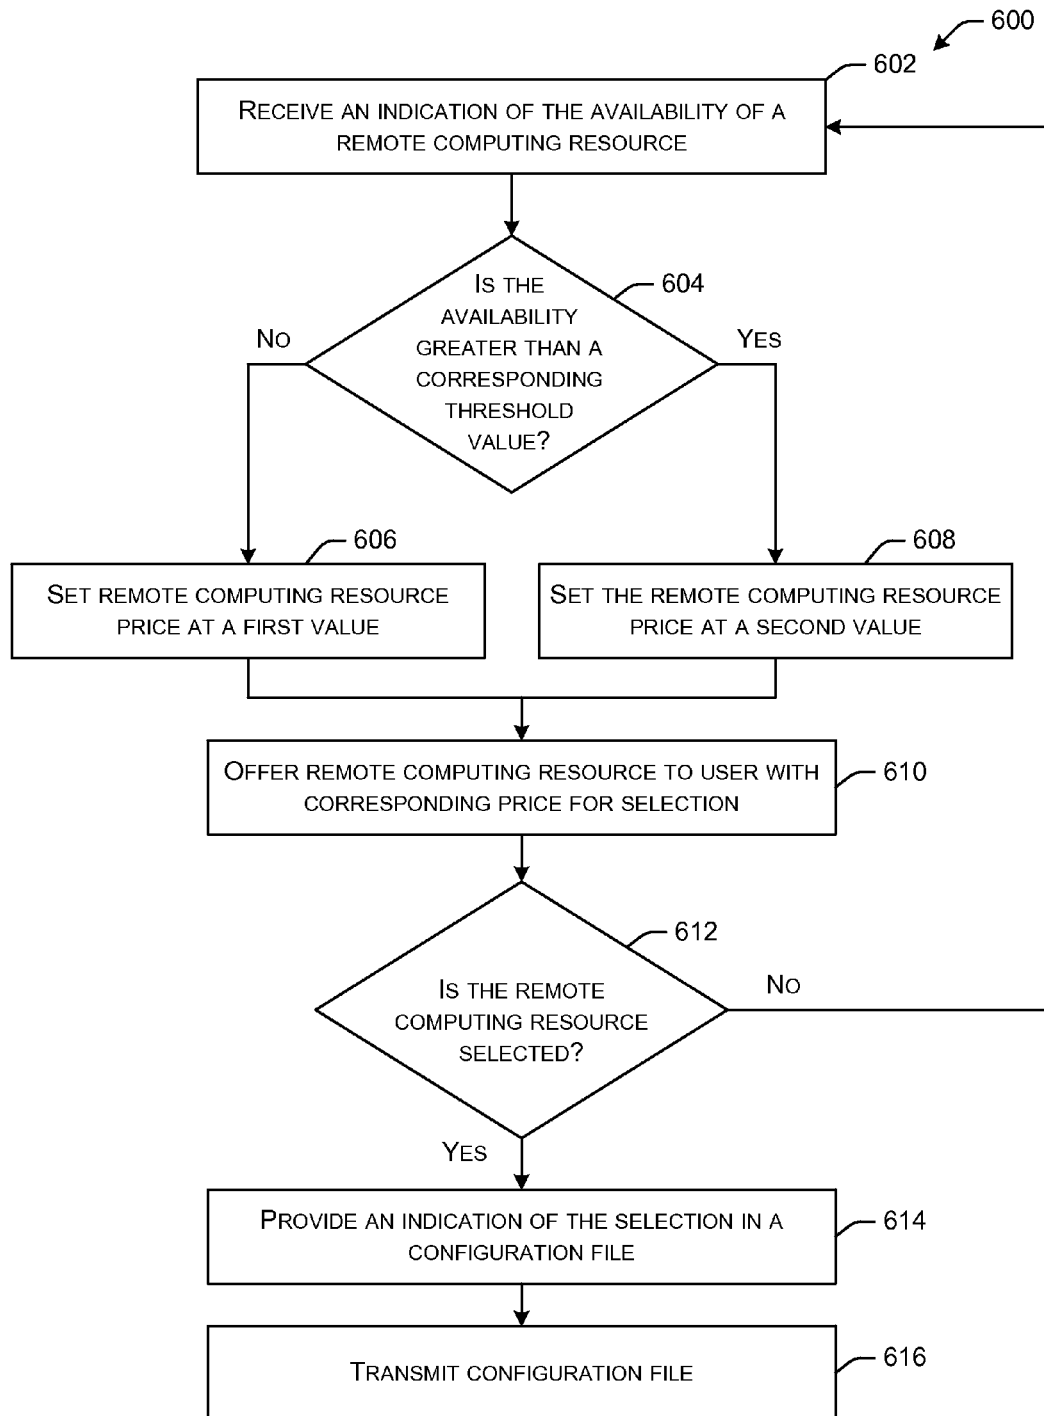 600
602
RECEIVE AN INDICATION OF THE AVAILABILITY OF A
REMOTE COMPUTING RESOURCE
604
IS THE
AVAILABILITY
GREATER THAN A
CORRESPONDING
THRESHOLD
VALUE?
NO
YES
606
SET REMOTE COMPUTING RESOURCE
PRICE AT A FIRST VALUE
608
SET THE REMOTE COMPUTING RESOURCE
PRICE AT A SECOND VALUE
OFFER REMOTE COMPUTING RESOURCE TO USER WITH
CORRESPONDING PRICE FOR SELECTION
610
612
IS THE REMOTE
COMPUTING RESOURCE
SELECTED?
NO
YES
PROVIDE AN INDICATION OF THE SELECTION IN A
CONFIGURATION FILE
614
TRANSMIT CONFIGURATION FILE
616